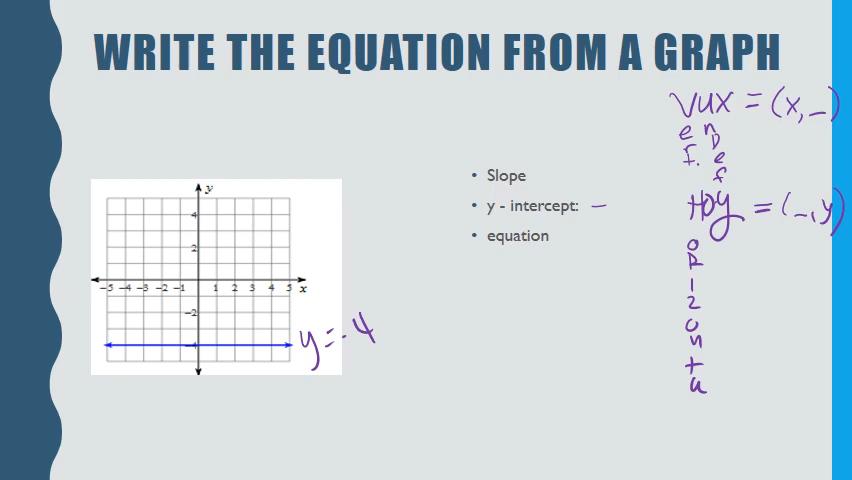 WRITE THE EQUATION FROM A GRAPH
VUX = (x, _)
e n
r. D
e
f
• Slope
• y - intercept: –
• equation
HOY = (_, y)
o
R
I
Z
o
n
t
a
y
4
2
-5 -4 -3 -2 -1 1 2 3 4 5 x
-2
-4
y = -4